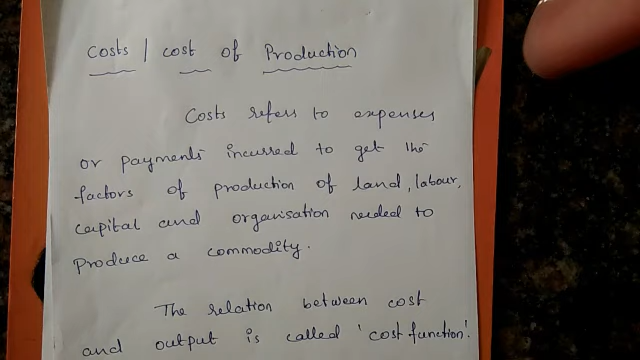 Costs / cost of Production
Costs refers to expenses
or payments incurred to get the
factors of production of land, labour,
capital and organisation needed to
produce a commodity.
The relation between cost
and output is called 'cost function'.